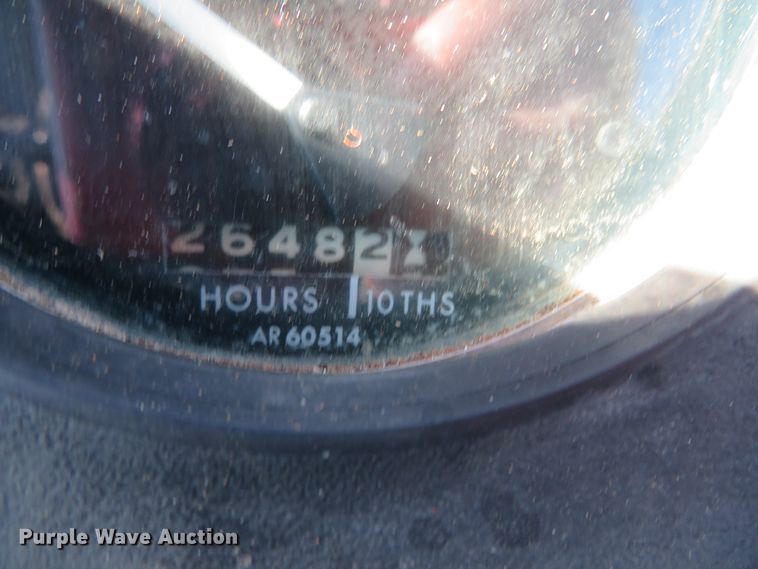 26482
HOURS 10THS
AR60514
Purple Wave Auction